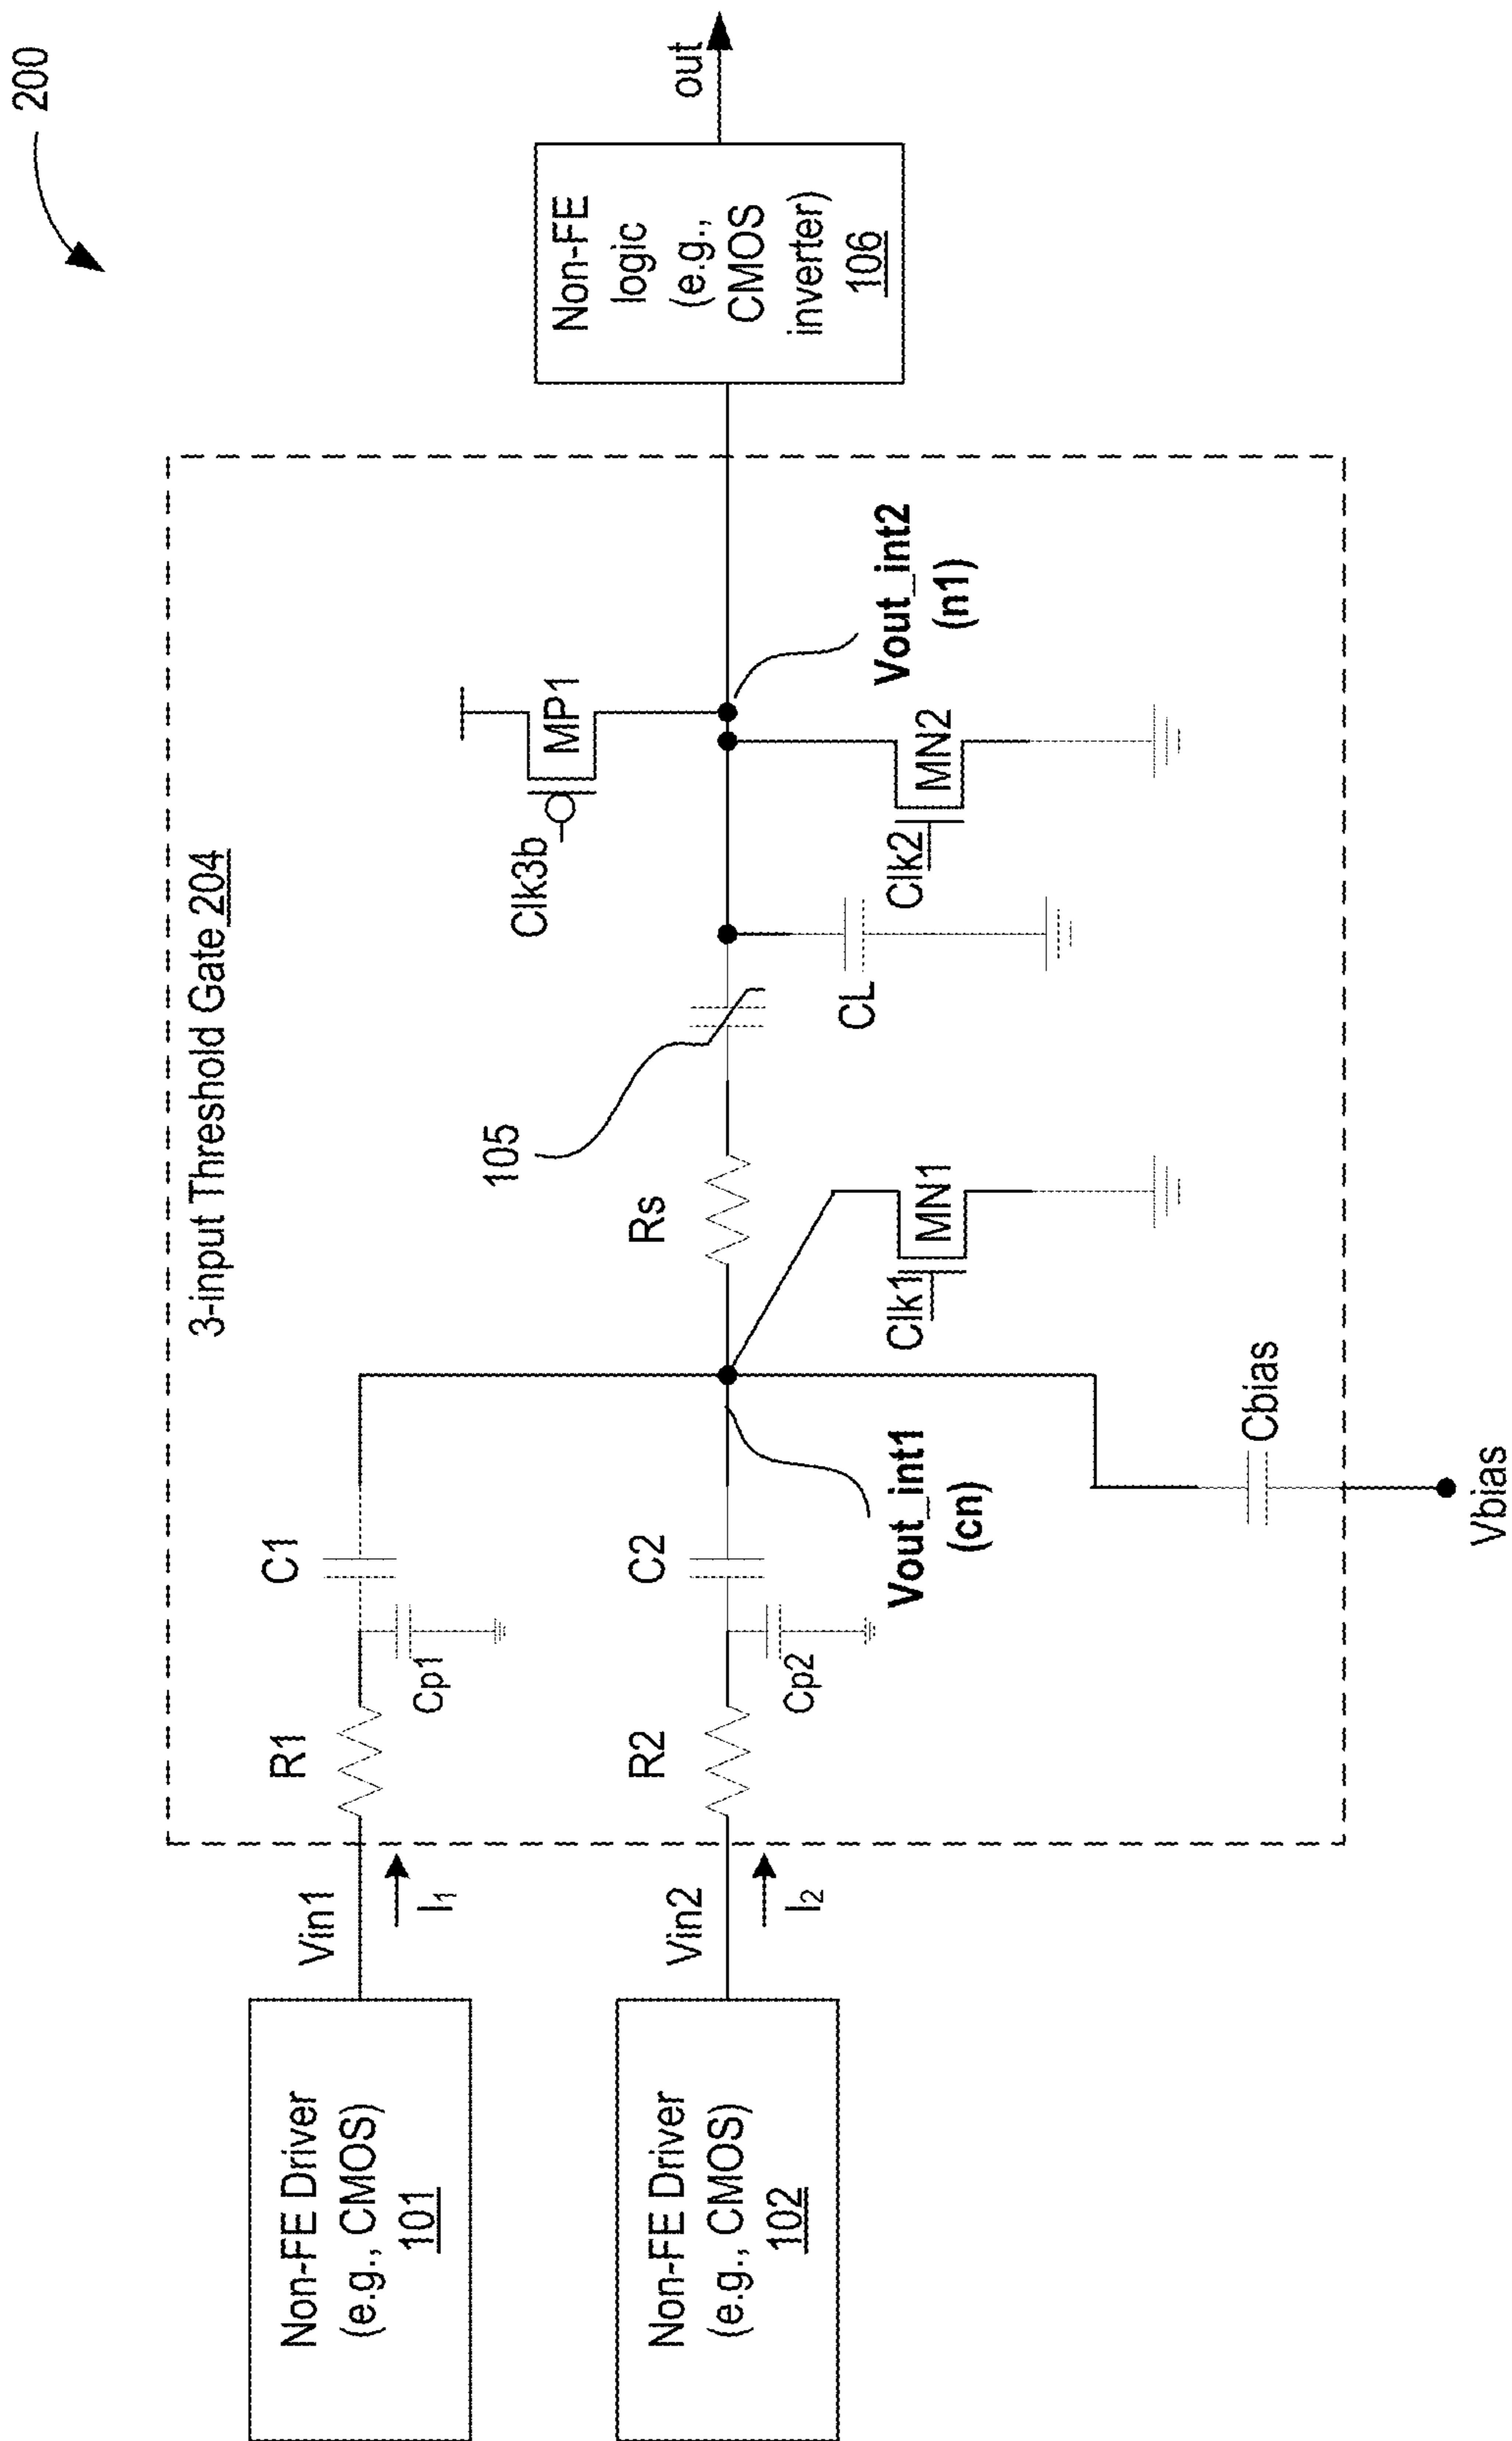 200
3-input Threshold Gate 204
Non-FE Driver
(e.g., CMOS)
101
Vin1
I1
R1
Cp1
C1
Non-FE Driver
(e.g., CMOS)
102
Vin2
I2
R2
Cp2
C2
Vout_int1
(cn)
Rs
105
Clk1
MN1
Cbias
Vbias
CL
Clk3b
MP1
Clk2
MN2
Vout_int2
(n1)
Non-FE
logic
(e.g.,
CMOS
inverter)
106
out